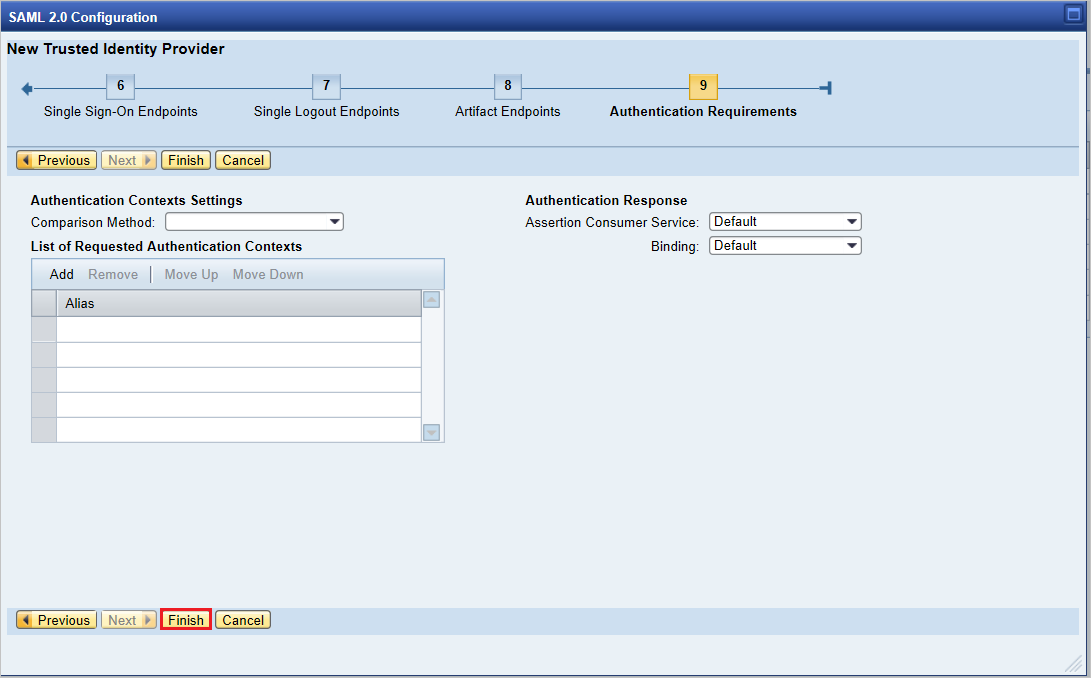 SAML 2.0 Configuration
New Trusted Identity Provider
6 7 8 9
Single Sign-On Endpoints Single Logout Endpoints Artifact Endpoints Authentication Requirements
Previous Next Finish Cancel
Authentication Contexts Settings
Comparison Method:
List of Requested Authentication Contexts
Add Remove Move Up Move Down
Alias
Authentication Response
Assertion Consumer Service: Default
Binding: Default
Previous Next Finish Cancel